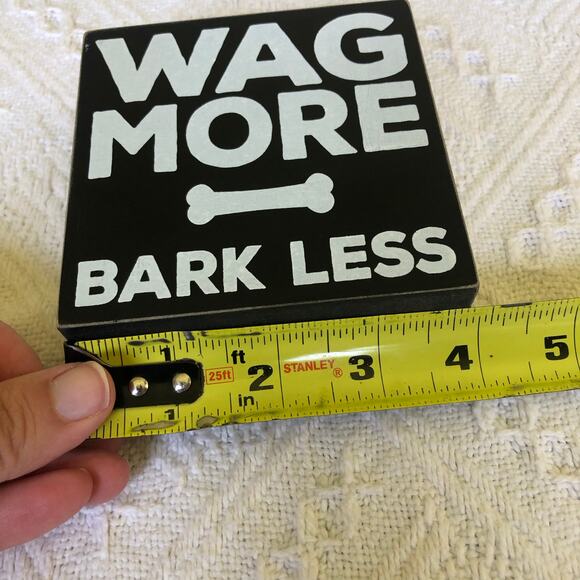 WAG
MORE
BARK LESS
1 ft 2 STANLEY® 3 4 5
25ft
1 in